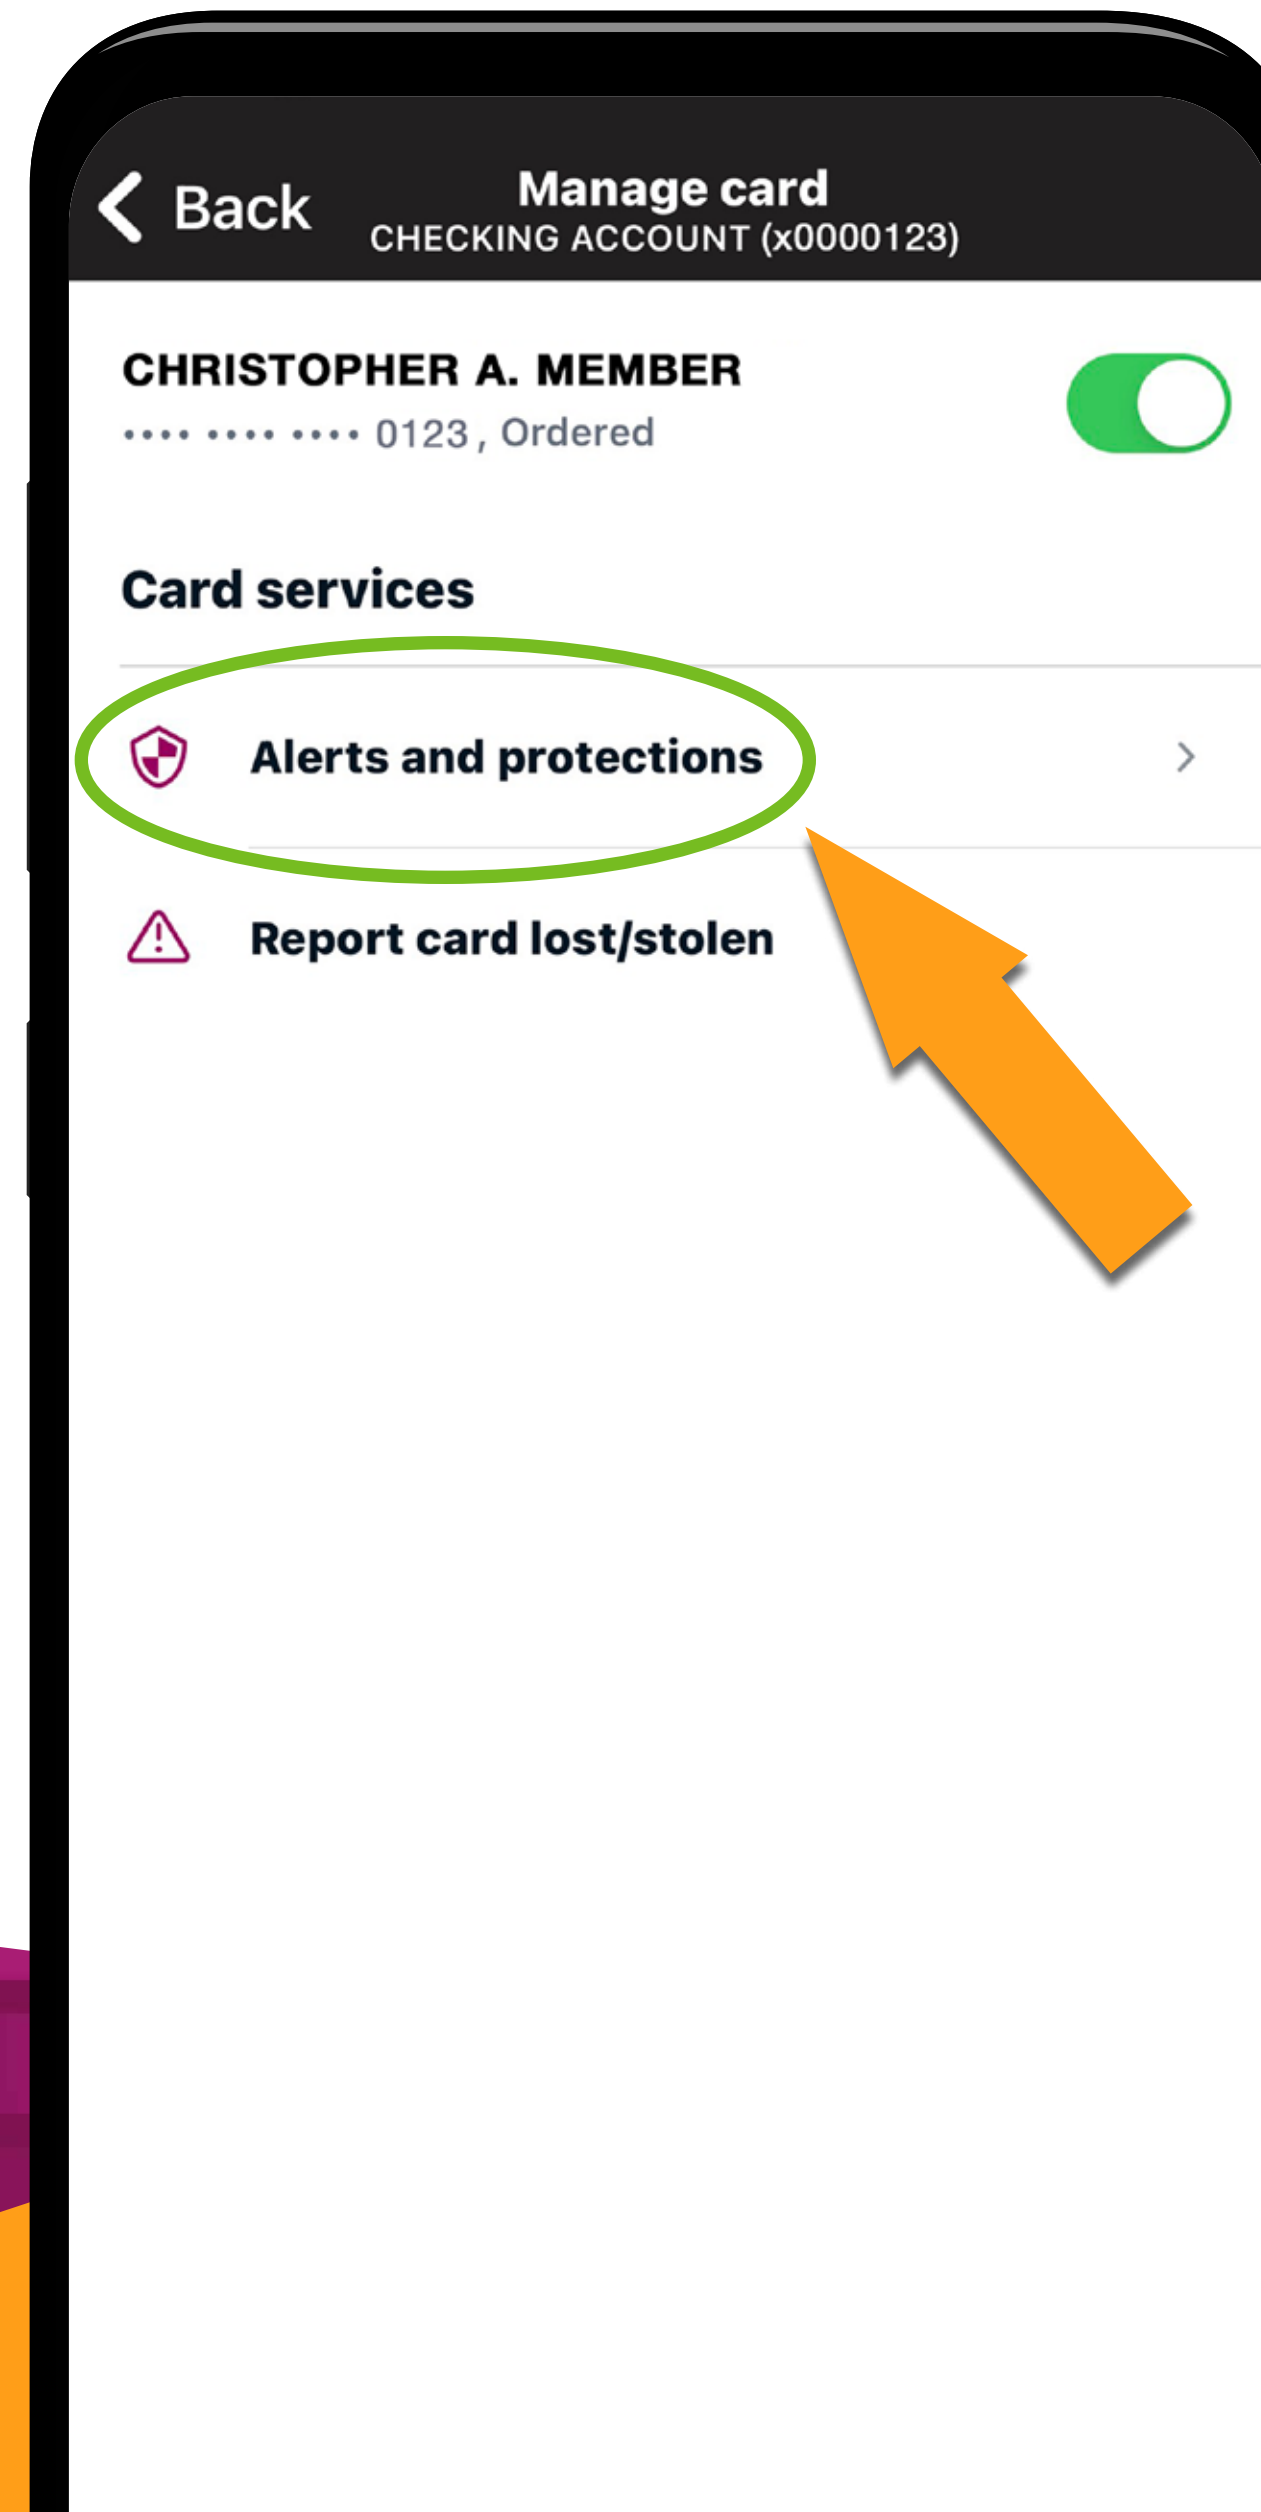 Back
Manage card
CHECKING ACCOUNT (x0000123)
CHRISTOPHER A. MEMBER
•••• •••• •••• 0123, Ordered
Card services
Alerts and protections
Report card lost/stolen